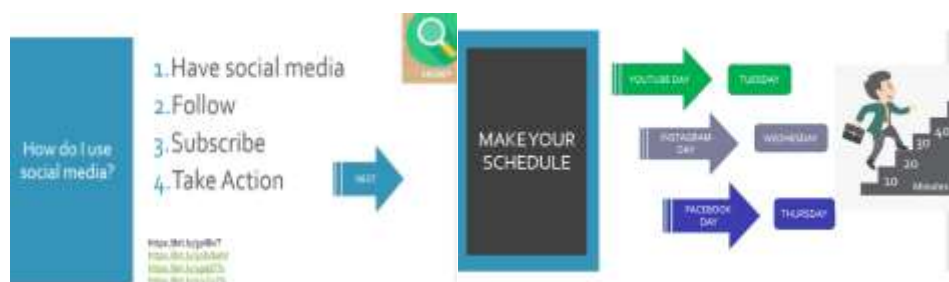 How do I use
social media?
1. Have social media
2. Follow
3. Subscribe
4. Take Action
NEXT
MAKE YOUR
SCHEDULE
YOUTUBE DAY
TUESDAY
INSTAGRAM
DAY
WEDNESDAY
FACEBOOK
DAY
THURSDAY
10
20
30
40
Minutes